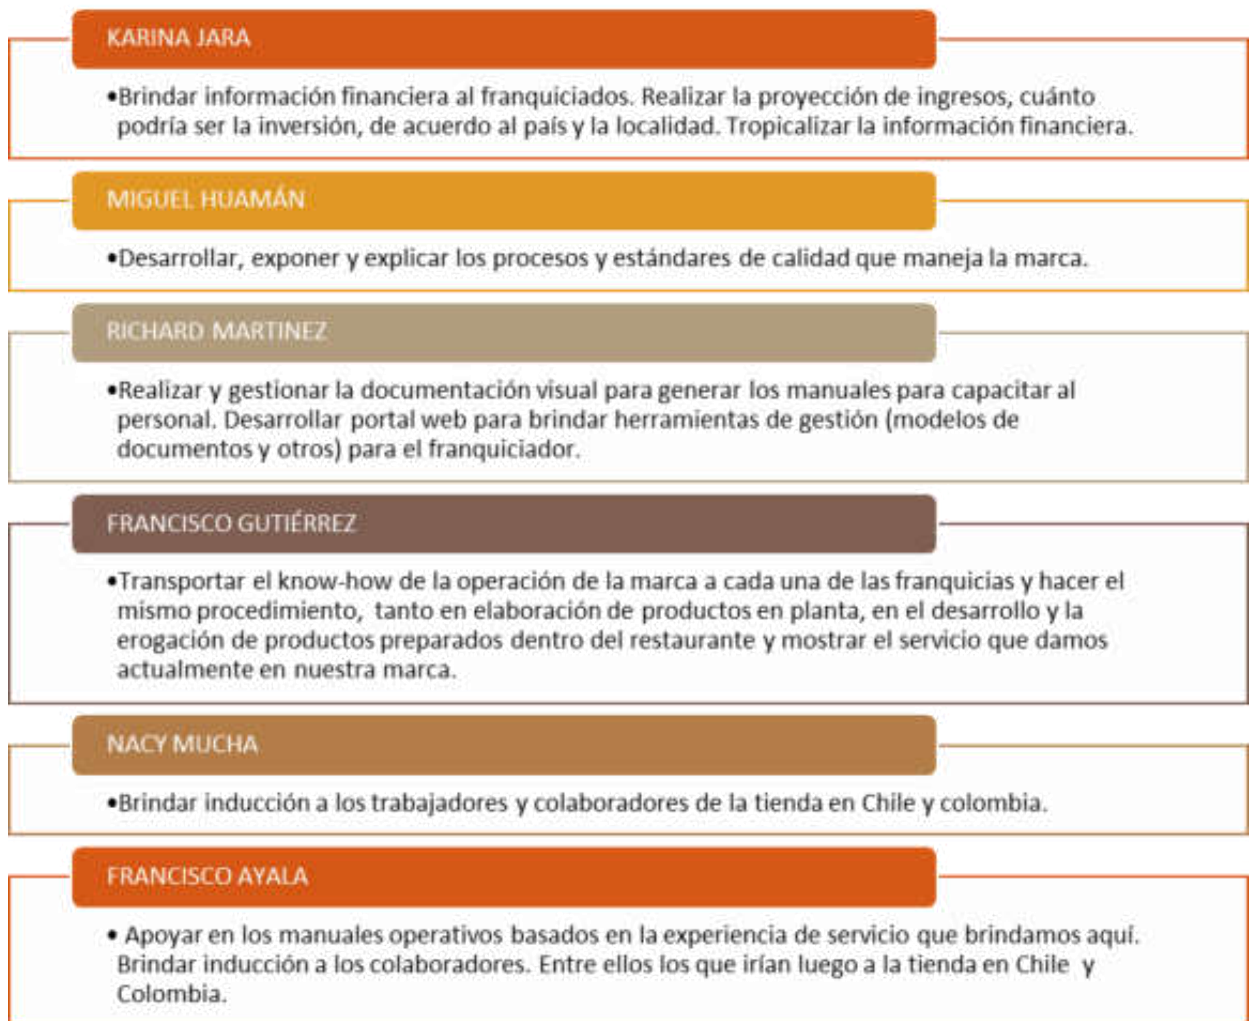 KARINA JARA
•Brindar información financiera al franquiciados. Realizar la proyección de ingresos, cuánto
podría ser la inversión, de acuerdo al país y la localidad. Tropicalizar la información financiera.
MIGUEL HUAMÁN
•Desarrollar, exponer y explicar los procesos y estándares de calidad que maneja la marca.
RICHARD MARTINEZ
•Realizar y gestionar la documentación visual para generar los manuales para capacitar al
personal. Desarrollar portal web para brindar herramientas de gestión (modelos de
documentos y otros) para el franquiciador.
FRANCISCO GUTIÉRREZ
•Transportar el know-how de la operación de la marca a cada una de las franquicias y hacer el
mismo procedimiento, tanto en elaboración de productos en planta, en el desarrollo y la
erogación de productos preparados dentro del restaurante y mostrar el servicio que damos
actualmente en nuestra marca.
NACY MUCHA
•Brindar inducción a los trabajadores y colaboradores de la tienda en Chile y colombia.
FRANCISCO AYALA
• Apoyar en los manuales operativos basados en la experiencia de servicio que brindamos aquí.
Brindar inducción a los colaboradores. Entre ellos los que irían luego a la tienda en Chile y
Colombia.